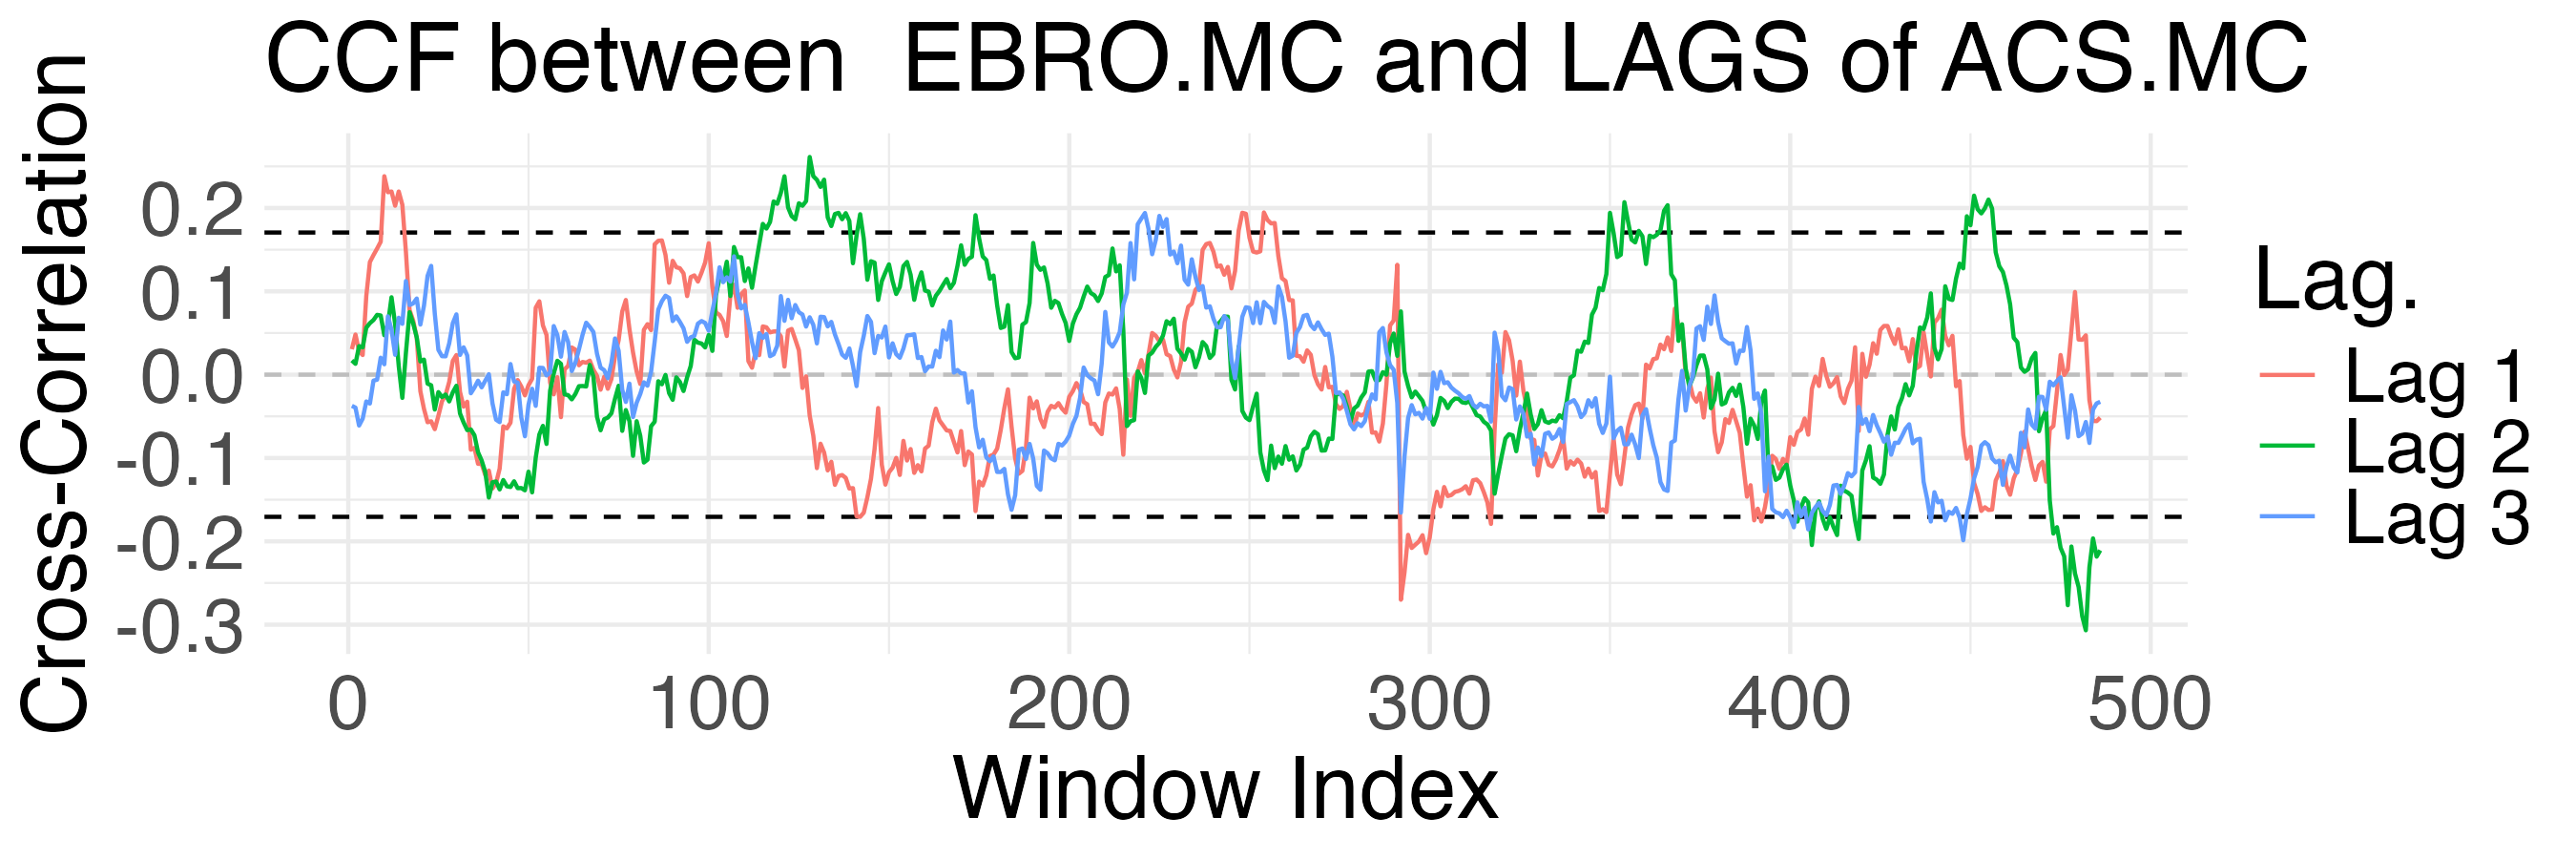 CCF between  EBRO.MC and LAGS of ACS.MC
Cross-Correlation
0.2
0.1
0.0
-0.1
-0.2
-0.3
0 100 200 300 400 500
Window Index
Lag.
Lag 1
Lag 2
Lag 3